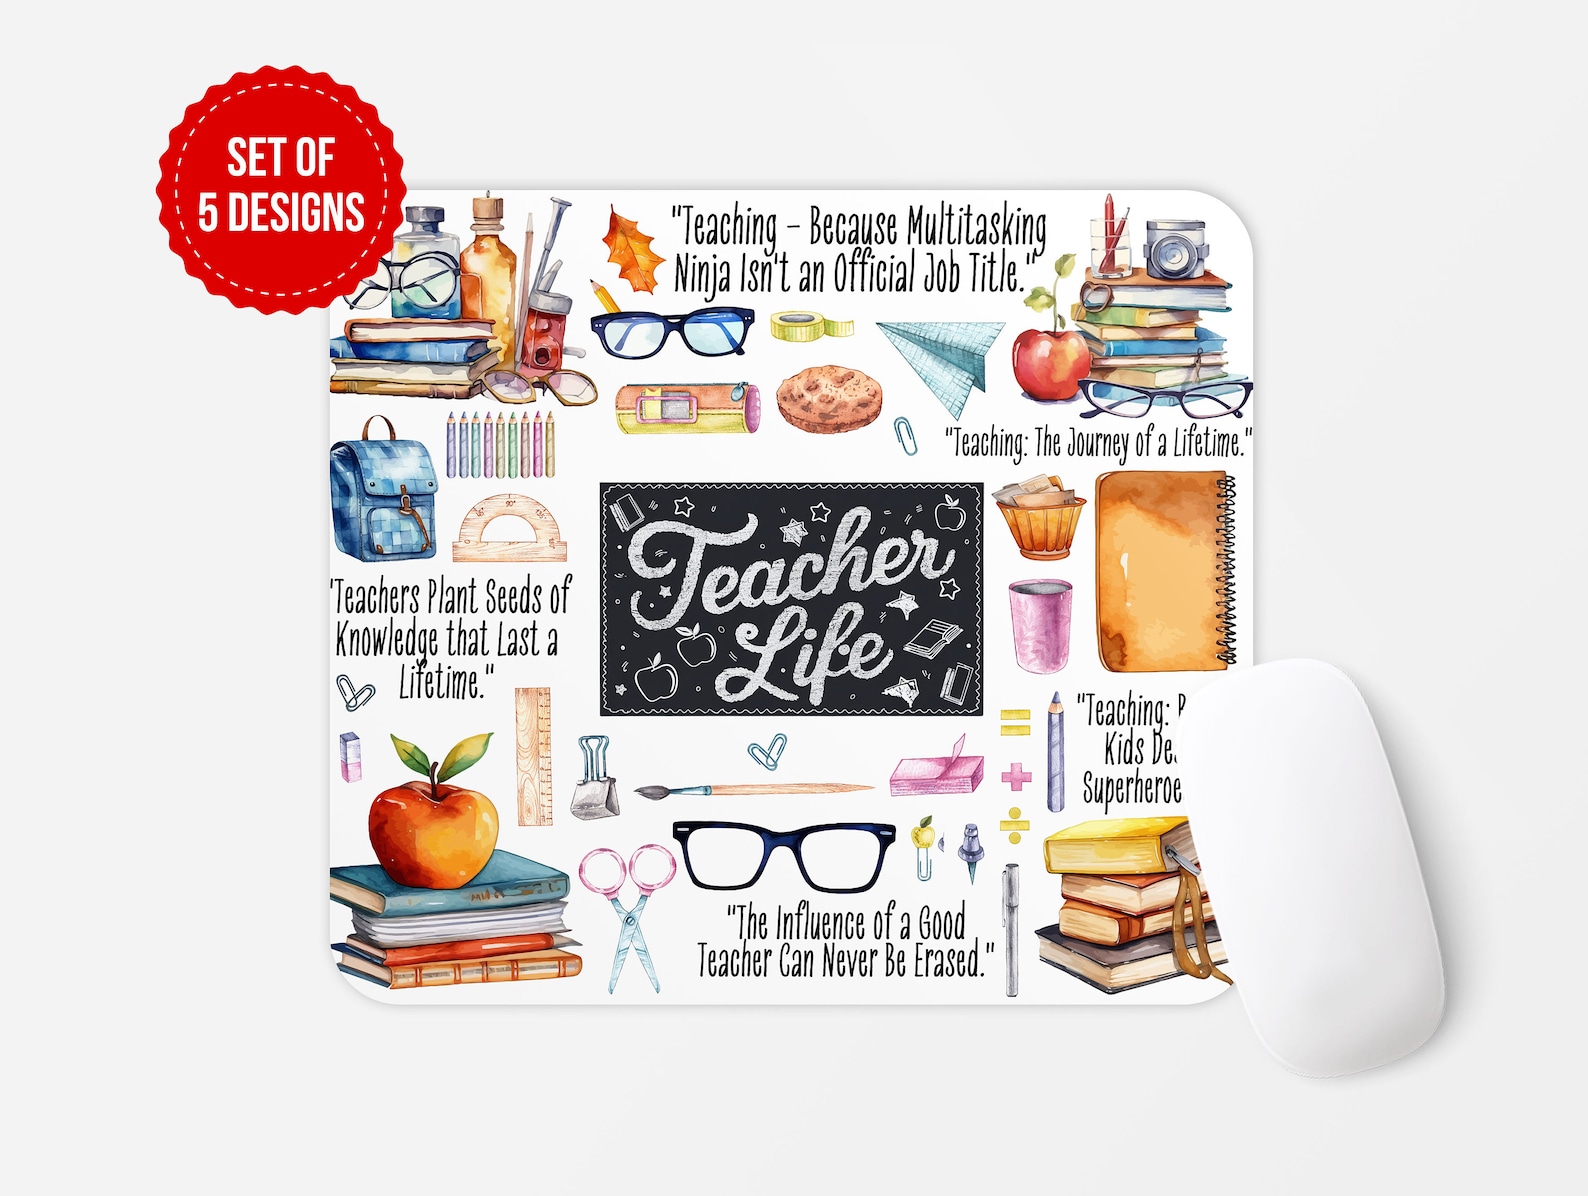 SET OF
5 DESIGNS
"Teaching – Because Multitasking
Ninja Isn't an Official Job Title."
"Teaching: The Journey of a Lifetime."
Teacher
Life
"Teachers Plant Seeds of
Knowledge that Last a
Lifetime."
"Teaching:
Kids
"The Influence of a Good
Teacher Can Never Be Erased."